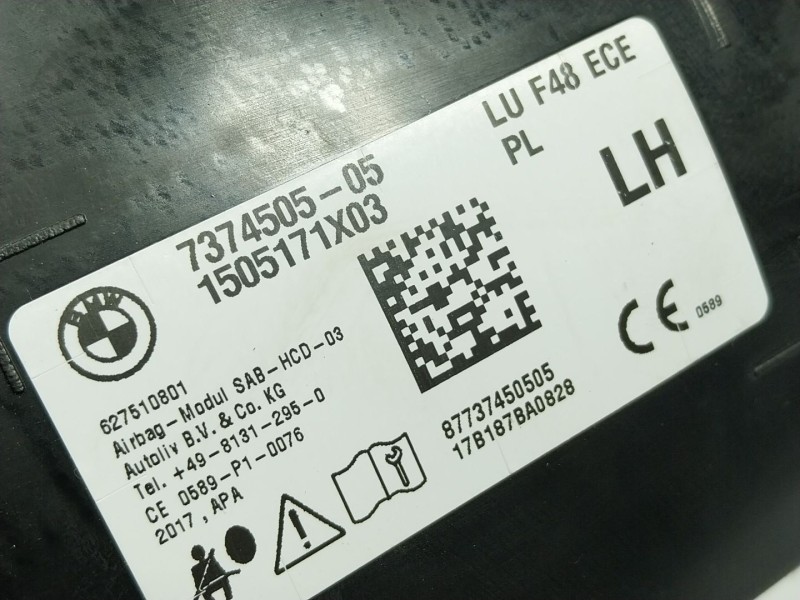 LU F48 ECE
PL
LH
7374505-05
1505171X03
BMW
627510801
Airbag-Modul SAB-HCD-03
Autoliv B.V. & Co. KG
Tel. +49-8131-295-0
CE 0589-P1-0076
2017 , APA
87737450505
17B187BA0828
CE 0589